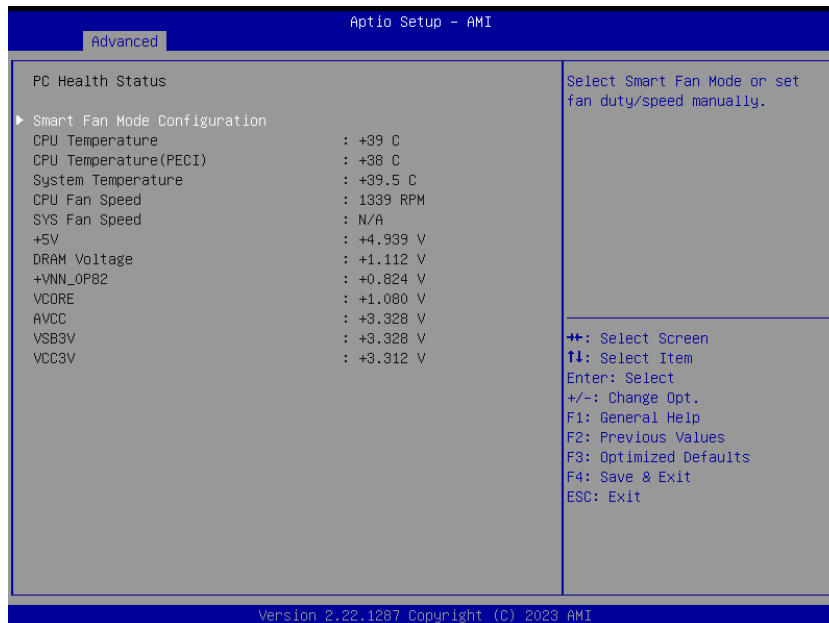 Aptio Setup – AMI
Advanced
PC Health Status
▶ Smart Fan Mode Configuration
CPU Temperature : +39 C
CPU Temperature(PECI) : +38 C
System Temperature : +39.5 C
CPU Fan Speed : 1339 RPM
SYS Fan Speed : N/A
+5V : +4.939 V
DRAM Voltage : +1.112 V
+VNN_0P82 : +0.824 V
VCORE : +1.080 V
AVCC : +3.328 V
VSB3V : +3.328 V
VCC3V : +3.312 V
Select Smart Fan Mode or set
fan duty/speed manually.
→←: Select Screen
↑↓: Select Item
Enter: Select
+/-: Change Opt.
F1: General Help
F2: Previous Values
F3: Optimized Defaults
F4: Save & Exit
ESC: Exit
Version 2.22.1287 Copyright (C) 2023 AMI